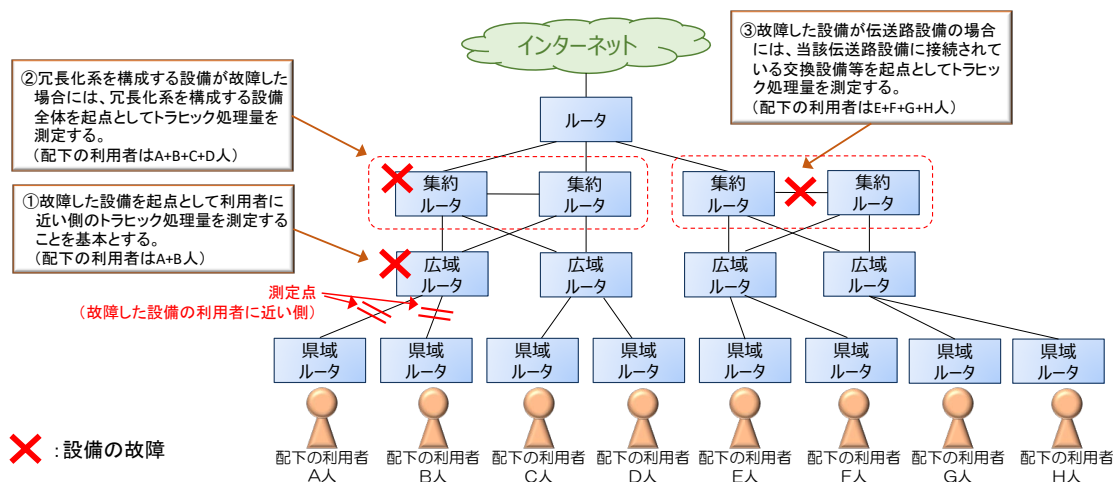 インターネット
③故障した設備が伝送路設備の場合
には、当該伝送路設備に接続されて
いる交換設備等を起点としてトラヒッ
ク処理量を測定する。
(配下の利用者はE+F+G+H人)
②冗長化系を構成する設備が故障した
場合には、冗長化系を構成する設備
全体を起点としてトラヒック処理量を
測定する。
(配下の利用者はA+B+C+D人)
ルータ
集約
ルータ
集約
ルータ
集約
ルータ
集約
ルータ
①故障した設備を起点として利用者に
近い側のトラヒック処理量を測定する
ことを基本とする。
(配下の利用者はA+B人)
広域
ルータ
広域
ルータ
広域
ルータ
広域
ルータ
測定点
(故障した設備の利用者に近い側)
県域
ルータ
県域
ルータ
県域
ルータ
県域
ルータ
県域
ルータ
県域
ルータ
県域
ルータ
県域
ルータ
:設備の故障
配下の利用者
A人
配下の利用者
B人
配下の利用者
C人
配下の利用者
D人
配下の利用者
E人
配下の利用者
F人
配下の利用者
G人
配下の利用者
H人